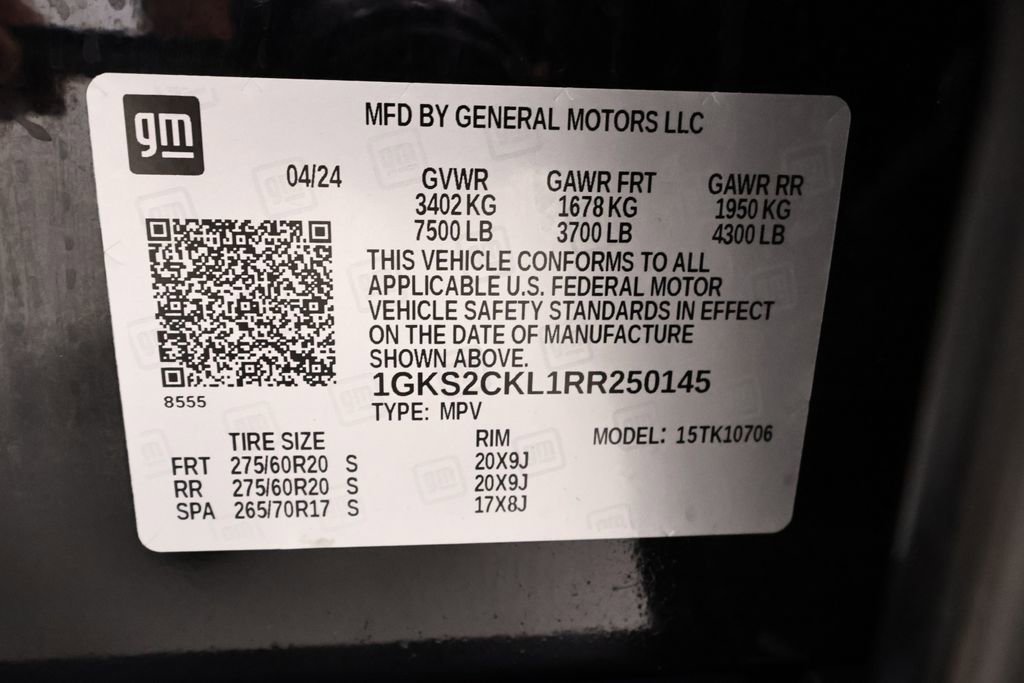 gm
MFD BY GENERAL MOTORS LLC
04/24 GVWR GAWR FRT GAWR RR
3402 KG 1678 KG 1950 KG
7500 LB 3700 LB 4300 LB
THIS VEHICLE CONFORMS TO ALL
APPLICABLE U.S. FEDERAL MOTOR
VEHICLE SAFETY STANDARDS IN EFFECT
ON THE DATE OF MANUFACTURE
SHOWN ABOVE.
1GKS2CKL1RR250145
8555
TYPE: MPV
TIRE SIZE RIM MODEL: 15TK10706
FRT 275/60R20 S 20X9J
RR 275/60R20 S 20X9J
SPA 265/70R17 S 17X8J